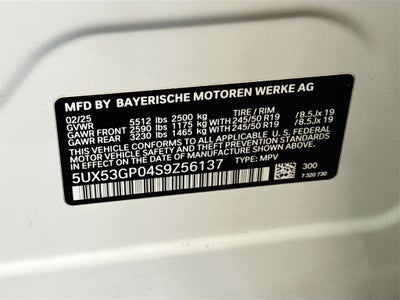 MFD BY BAYERISCHE MOTOREN WERKE AG
02/25 TIRE / RIM
GVWR 5512 lbs 2500 kg
GAWR FRONT 2590 lbs 1175 kg WITH 245/50 R19 /8.5Jx 19
GAWR REAR 3230 lbs 1465 kg WITH 245/50 R19 /8.5Jx 19
THIS VEHICLE CONFORMS TO ALL APPLICABLE U. S. FEDERAL
MOTOR VEHICLE SAFETY, BUMPER, AND
THEFT PREVENTION STANDARDS IN EFFECT ON THE
DATE OF MANUFACTURE SHOWN ABOVE.
5UX53GP04S9Z56137 TYPE: MPV 300
7 320 730